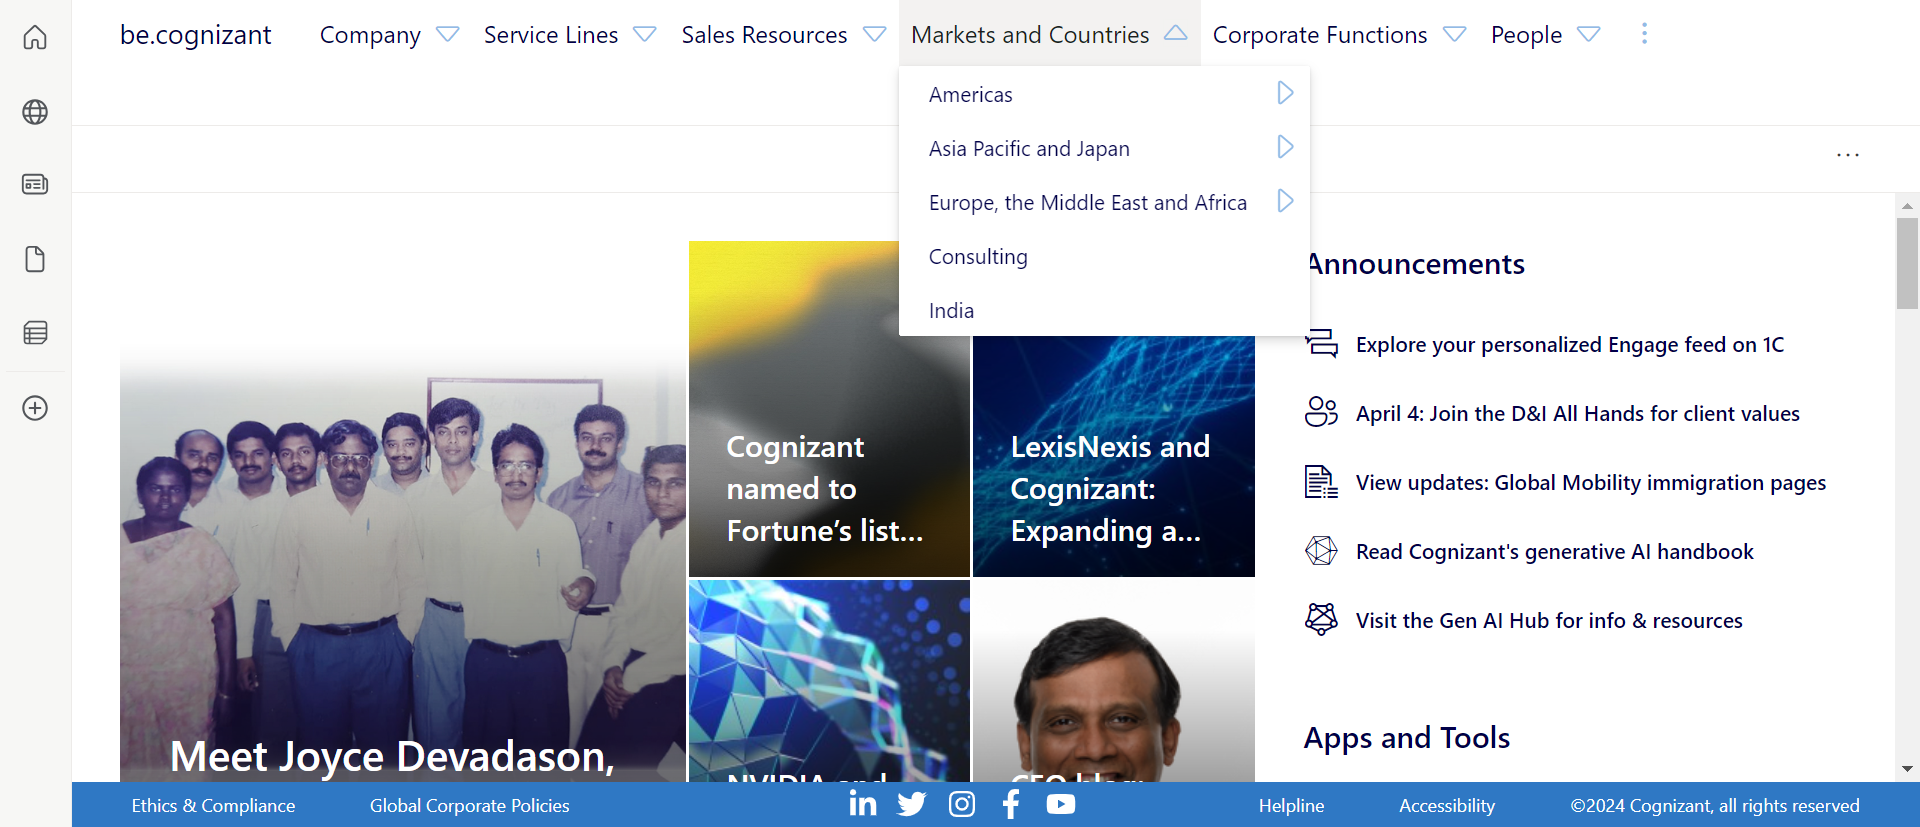 be.cognizant
Company
Service Lines
Sales Resources
Markets and Countries
Corporate Functions
People
Americas
Asia Pacific and Japan
Europe, the Middle East and Africa
Consulting
India
Announcements
Explore your personalized Engage feed on 1C
April 4: Join the D&I All Hands for client values
View updates: Global Mobility immigration pages
Read Cognizant's generative AI handbook
Visit the Gen AI Hub for info & resources
Apps and Tools
Meet Joyce Devadason,
Cognizant
named to
Fortune’s list...
LexisNexis and
Cognizant:
Expanding a...
NVIDIA and
CEO blog:
Ethics & Compliance
Global Corporate Policies
Helpline
Accessibility
©2024 Cognizant, all rights reserved